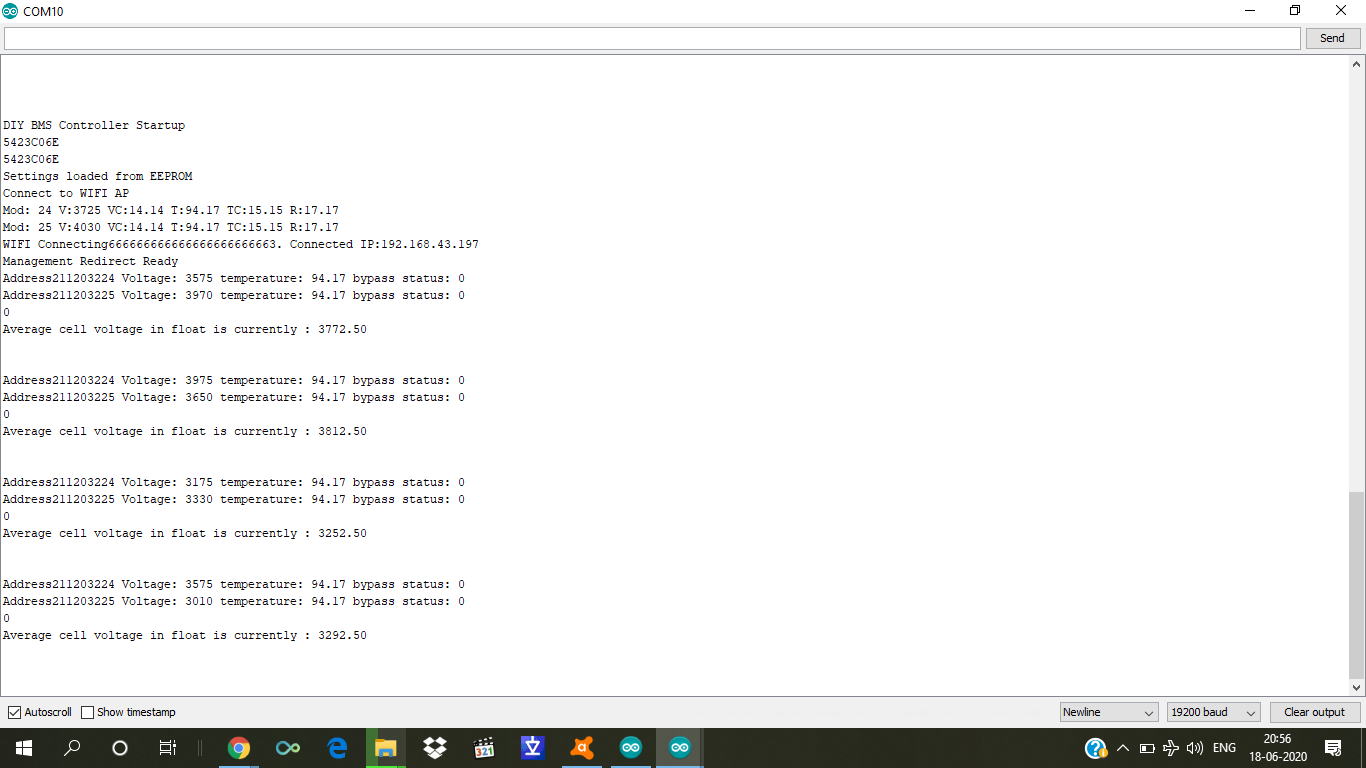 COM10
Send
DIY BMS Controller Startup
5423C06E
5423C06E
Settings loaded from EEPROM
Connect to WIFI AP
Mod: 24 V:3725 VC:14.14 T:94.17 TC:15.15 R:17.17
Mod: 25 V:4030 VC:14.14 T:94.17 TC:15.15 R:17.17
WIFI Connecting666666666666666666666663. Connected IP:192.168.43.197
Management Redirect Ready
Address211203224 Voltage: 3575 temperature: 94.17 bypass status: 0
Address211203225 Voltage: 3970 temperature: 94.17 bypass status: 0
0
Average cell voltage in float is currently : 3772.50
Address211203224 Voltage: 3975 temperature: 94.17 bypass status: 0
Address211203225 Voltage: 3650 temperature: 94.17 bypass status: 0
0
Average cell voltage in float is currently : 3812.50
Address211203224 Voltage: 3175 temperature: 94.17 bypass status: 0
Address211203225 Voltage: 3330 temperature: 94.17 bypass status: 0
0
Average cell voltage in float is currently : 3252.50
Address211203224 Voltage: 3575 temperature: 94.17 bypass status: 0
Address211203225 Voltage: 3010 temperature: 94.17 bypass status: 0
0
Average cell voltage in float is currently : 3292.50
Autoscroll Show timestamp Newline 19200 baud Clear output
321
ENG
20:56
18-06-2020